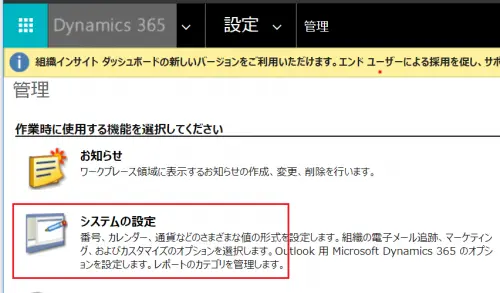 Dynamics 365 設定 管理
組織インサイト ダッシュボードの新しいバージョンをご利用いただけます。エンド ユーザーによる採用を促し、サポ
管理
作業時に使用する機能を選択してください
お知らせ
ワークプレース領域に表示するお知らせの作成、変更、削除を行います。
システムの設定
番号、カレンダー、通貨などのさまざまな値の形式を設定します。組織の電子メール追跡、マーケティン
グ、およびカスタマイズのオプションを選択します。Outlook 用 Microsoft Dynamics 365 のオプシ
ョンを設定します。レポートのカテゴリを管理します。